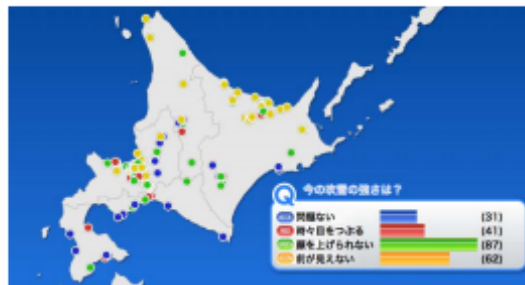 Q 今の吹雪の強さは？
問題ない (31)
時々目をつぶる (41)
顔を上げられない (87)
前が見えない (62)